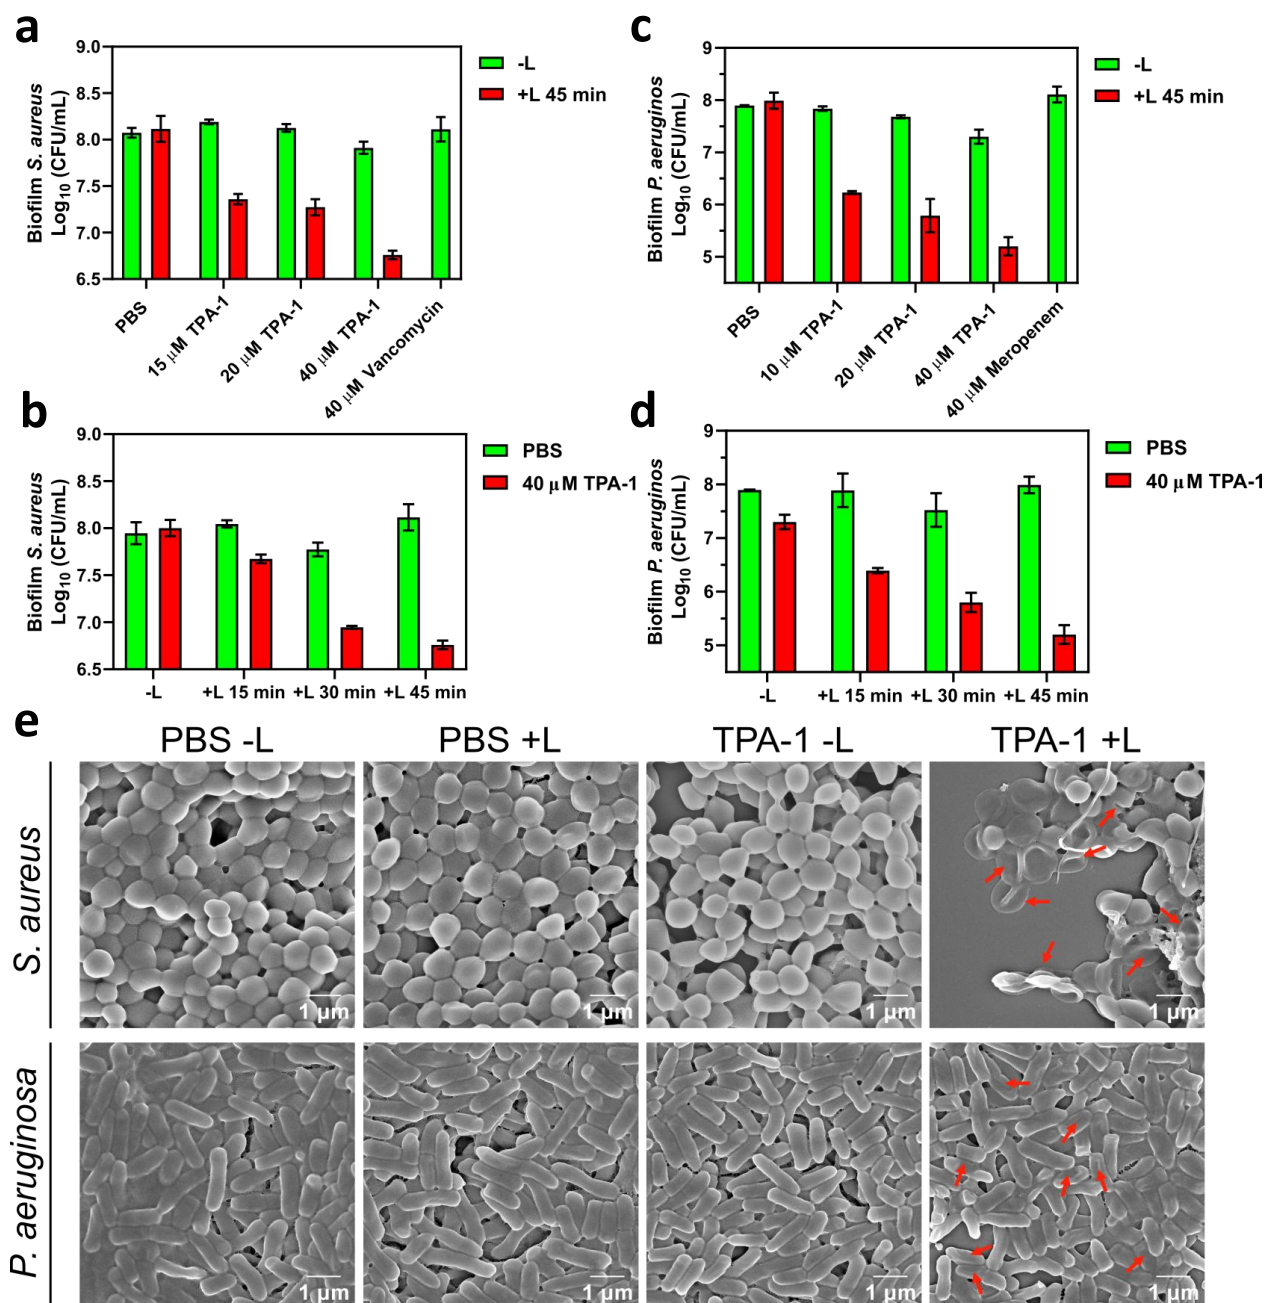 a
Biofilm S. aureus
Log10 (CFU/mL)
9.0
8.5
8.0
7.5
7.0
6.5
PBS
15 μM TPA-1
20 μM TPA-1
40 μM TPA-1
40 μM Vancomycin
-L
+L 45 min
c
Biofilm P. aeruginos
Log10 (CFU/mL)
9
8
7
6
5
PBS
10 μM TPA-1
20 μM TPA-1
40 μM TPA-1
40 μM Meropenem
-L
+L 45 min
b
Biofilm S. aureus
Log10 (CFU/mL)
9.0
8.5
8.0
7.5
7.0
6.5
-L
+L 15 min
+L 30 min
+L 45 min
PBS
40 μM TPA-1
d
Biofilm P. aeruginos
Log10 (CFU/mL)
9
8
7
6
5
-L
+L 15 min
+L 30 min
+L 45 min
PBS
40 μM TPA-1
e
PBS -L
PBS +L
TPA-1 -L
TPA-1 +L
S. aureus
1 μm
1 μm
1 μm
1 μm
P. aeruginosa
1 μm
1 μm
1 μm
1 μm